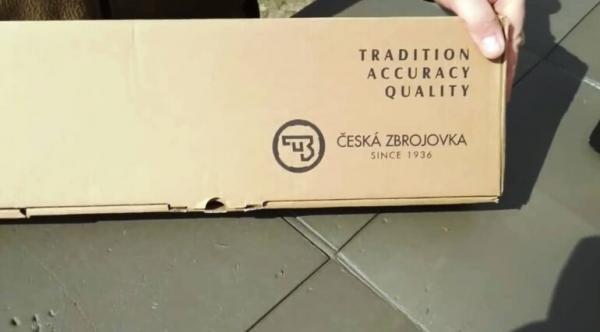 TRADITION
ACCURACY
QUALITY
ČESKÁ ZBROJOVKA
SINCE 1936